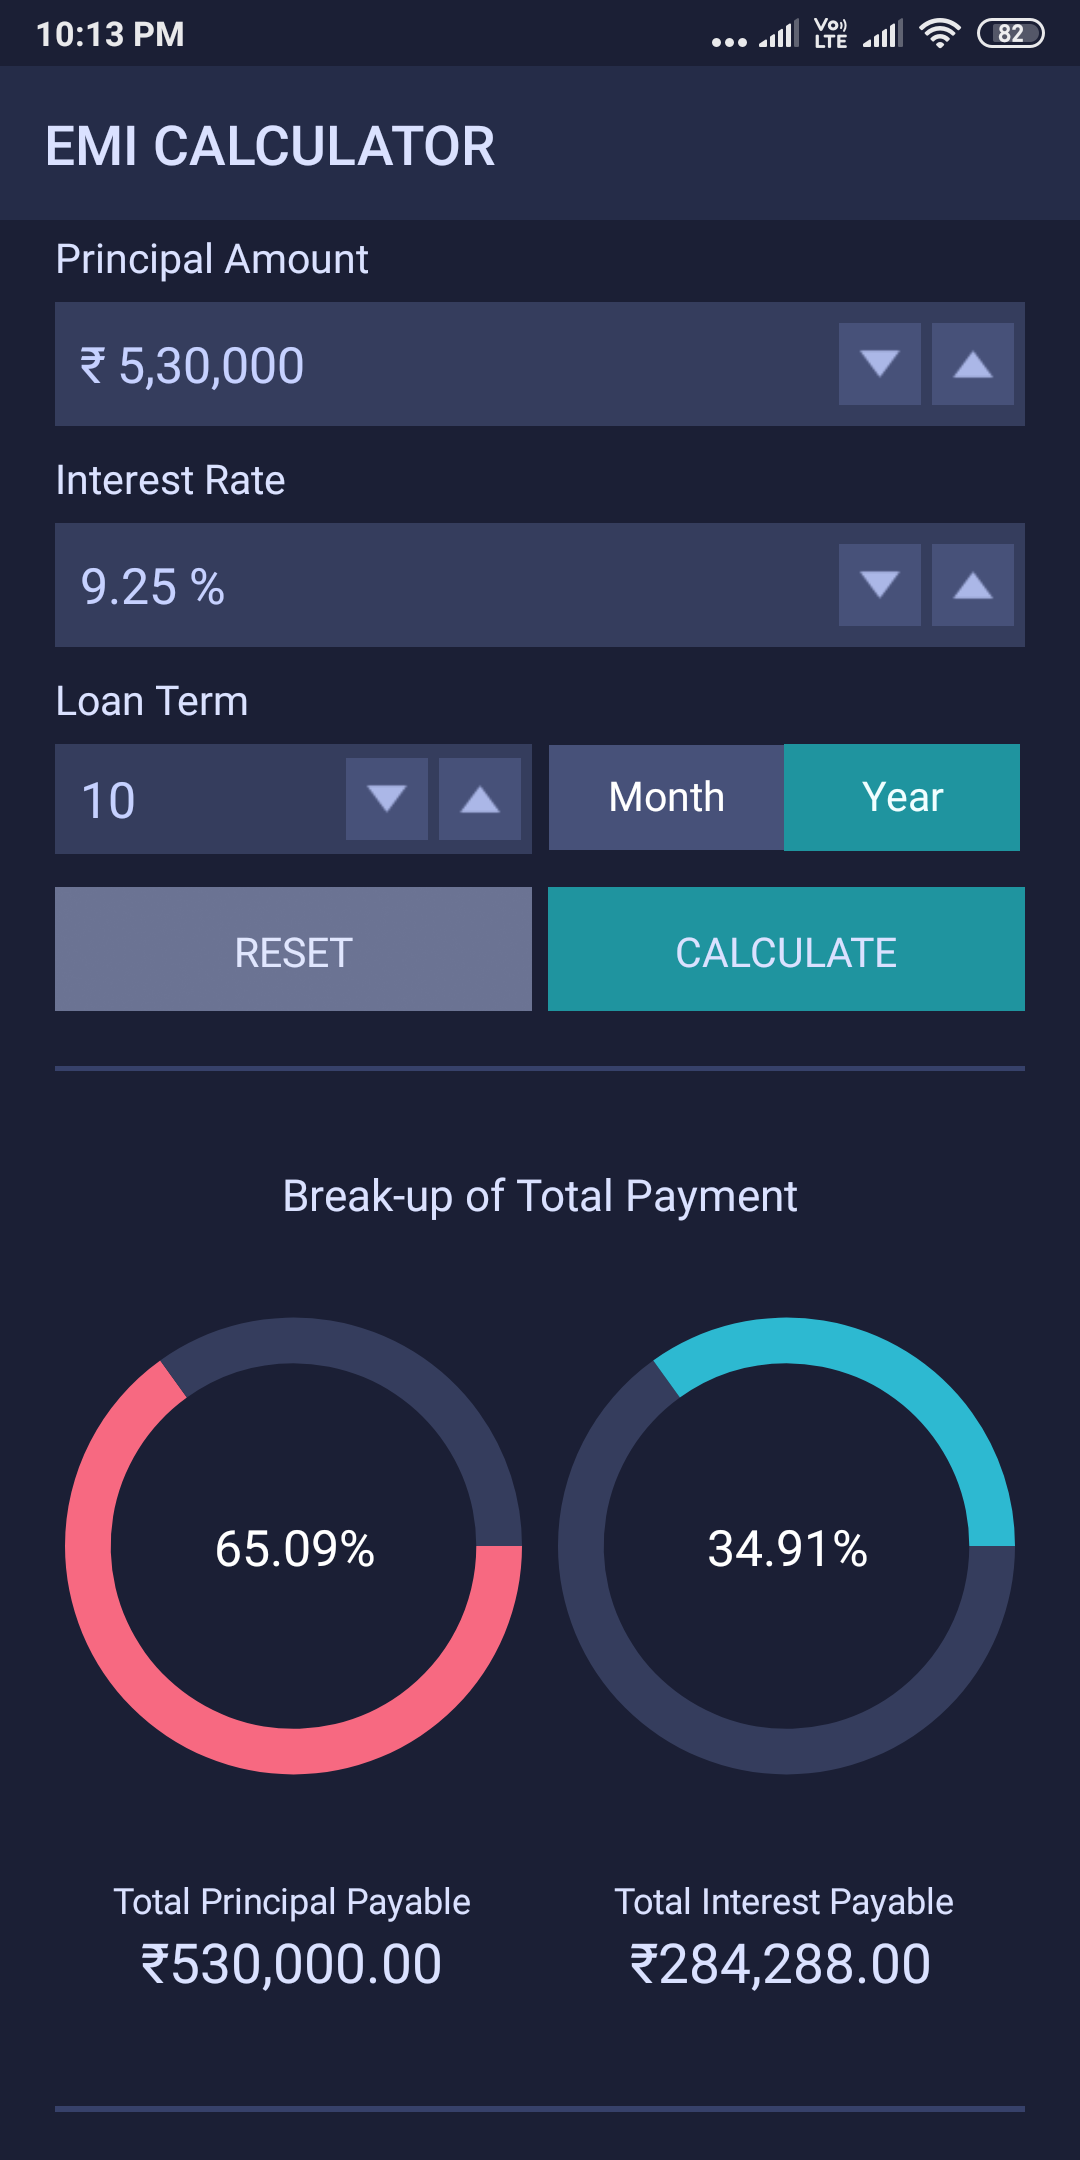 10:13 PM
Vo)) LTE
82
EMI CALCULATOR
Principal Amount
₹ 5,30,000
Interest Rate
9.25 %
Loan Term
10
Month
Year
RESET
CALCULATE
Break-up of Total Payment
65.09%
34.91%
Total Principal Payable
Total Interest Payable
₹530,000.00
₹284,288.00